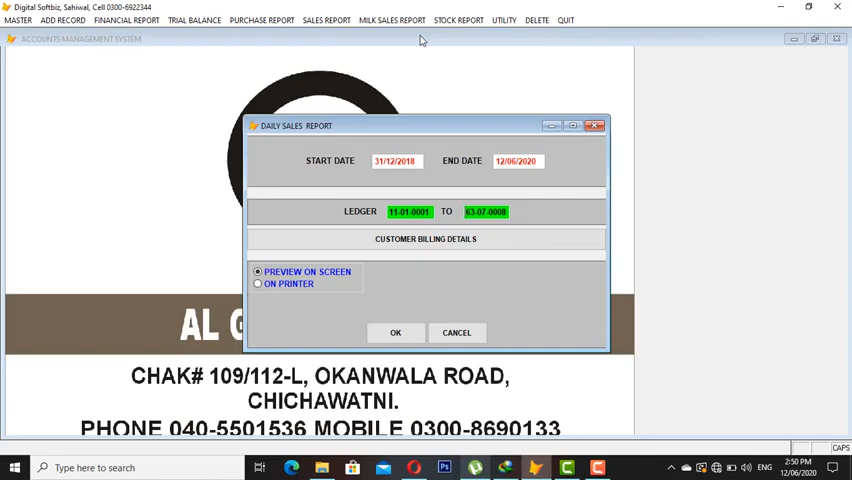 Digital Softbiz, Sahiwal, Cell 0300-6922344
MASTER ADD RECORD FINANCIAL REPORT TRIAL BALANCE PURCHASE REPORT SALES REPORT MILK SALES REPORT STOCK REPORT UTILITY DELETE QUIT
ACCOUNTS MANAGEMENT SYSTEM
DAILY SALES REPORT
START DATE 31/12/2018 END DATE 12/06/2020
LEDGER 11-01-0001 TO 63-07-0008
CUSTOMER BILLING DETAILS
PREVIEW ON SCREEN
ON PRINTER
OK CANCEL
AL
CHAK# 109/112-L, OKANWALA ROAD,
CHICHAWATNI.
PHONE 040-5501536 MOBILE 0300-8690133
CAPS
Type here to search
Ps
ENG
2:50 PM
12/06/2020